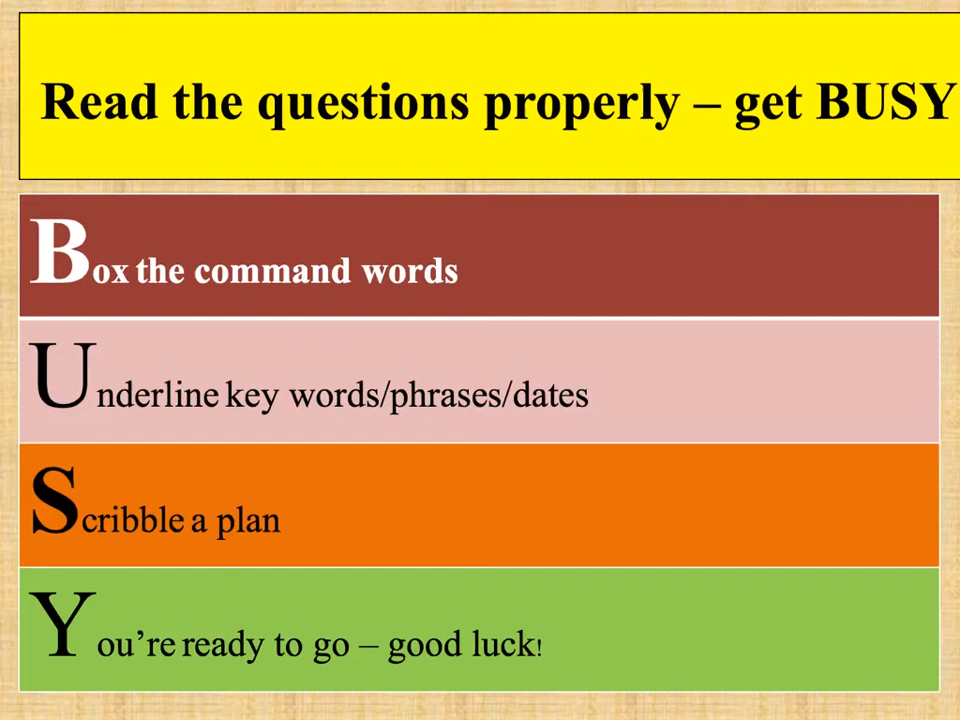 Read the questions properly – get BUSY
Box the command words
Underline key words/phrases/dates
Scribble a plan
You’re ready to go – good luck!